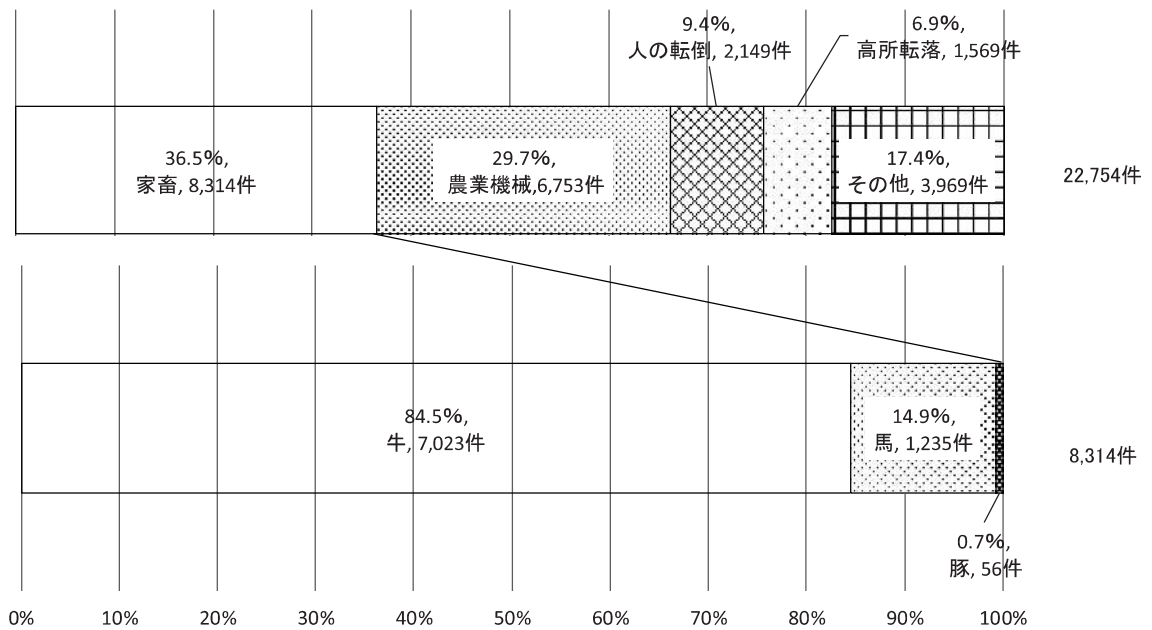 9.4%,
人の転倒, 2,149件
6.9%,
高所転落, 1,569件
36.5%,
家畜, 8,314件
29.7%,
農業機械,6,753件
17.4%,
その他, 3,969件
22,754件
84.5%,
牛, 7,023件
14.9%,
馬, 1,235件
8,314件
0.7%,
豚, 56件
0% 10% 20% 30% 40% 50% 60% 70% 80% 90% 100%